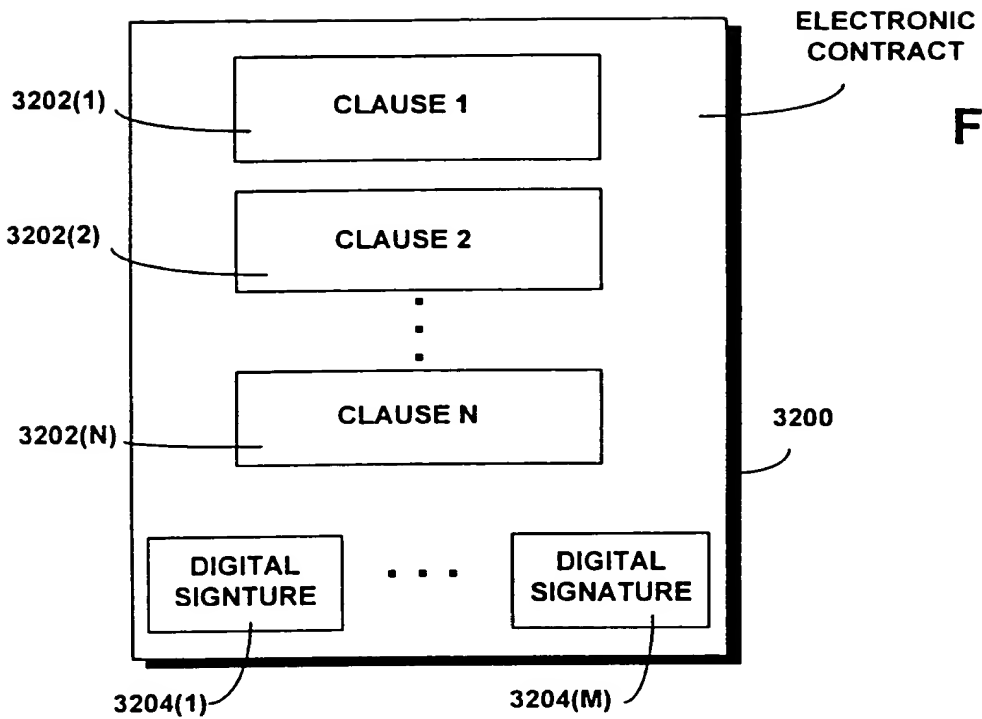 ELECTRONIC
CONTRACT
3202(1)
CLAUSE 1
F
3202(2)
CLAUSE 2
3202(N)
CLAUSE N
3200
DIGITAL
SIGNTURE
. . .
DIGITAL
SIGNATURE
3204(1)
3204(M)